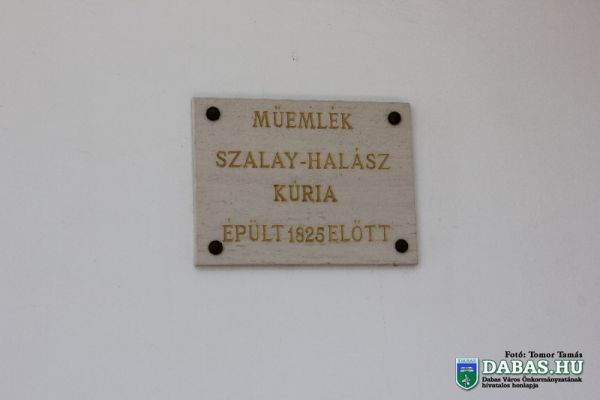 MŰEMLÉK
SZALAY-HALÁSZ
KÚRIA
ÉPÜLT 1825 ELŐTT
Fotó: Tomor Tamás
DABAS.HU
Dabas Város Önkormányzatának
hivatalos honlapja